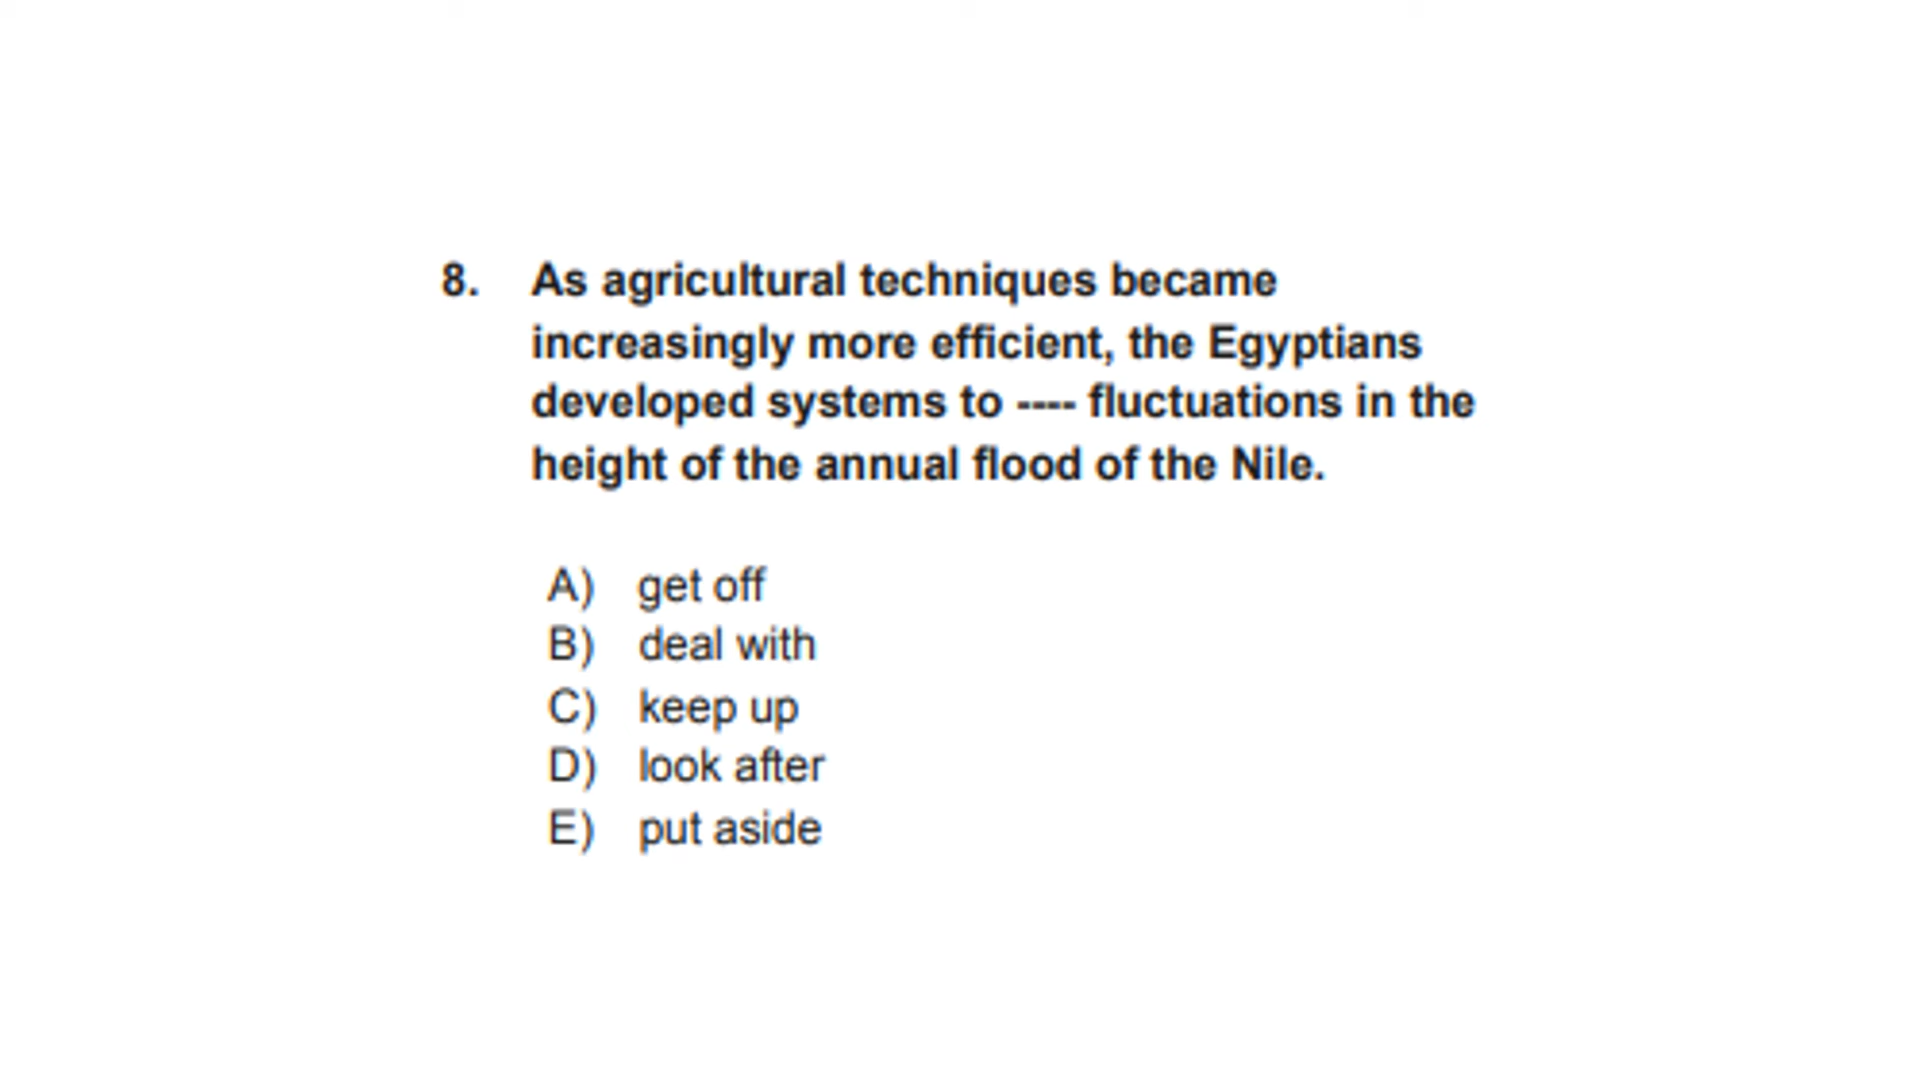 8. As agricultural techniques became
increasingly more efficient, the Egyptians
developed systems to ---- fluctuations in the
height of the annual flood of the Nile.
A) get off
B) deal with
C) keep up
D) look after
E) put aside